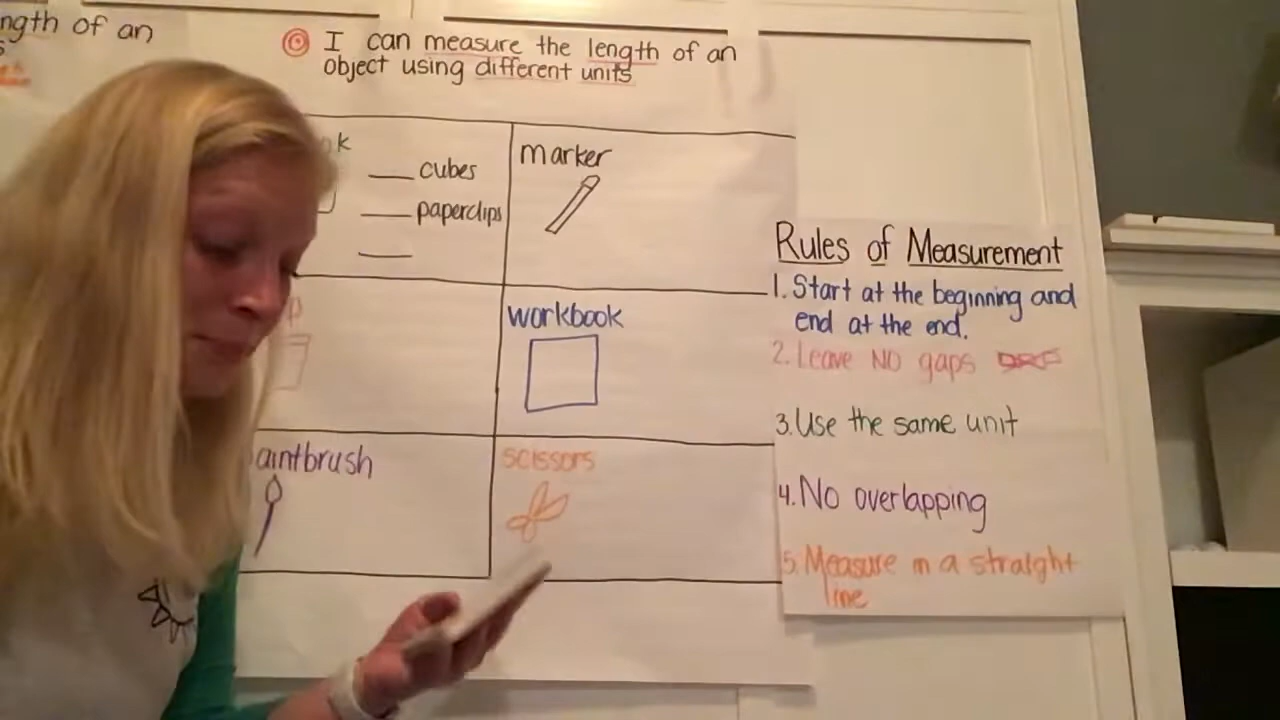 ngth of an
I can measure the length of an
object using different units
cubes
paperclips
marker
workbook
aintbrush
scissors
Rules of Measurement
1. Start at the beginning and
end at the end.
2. Leave NO gaps
3. Use the same unit
4. No overlapping
5. Measure in a straight
line